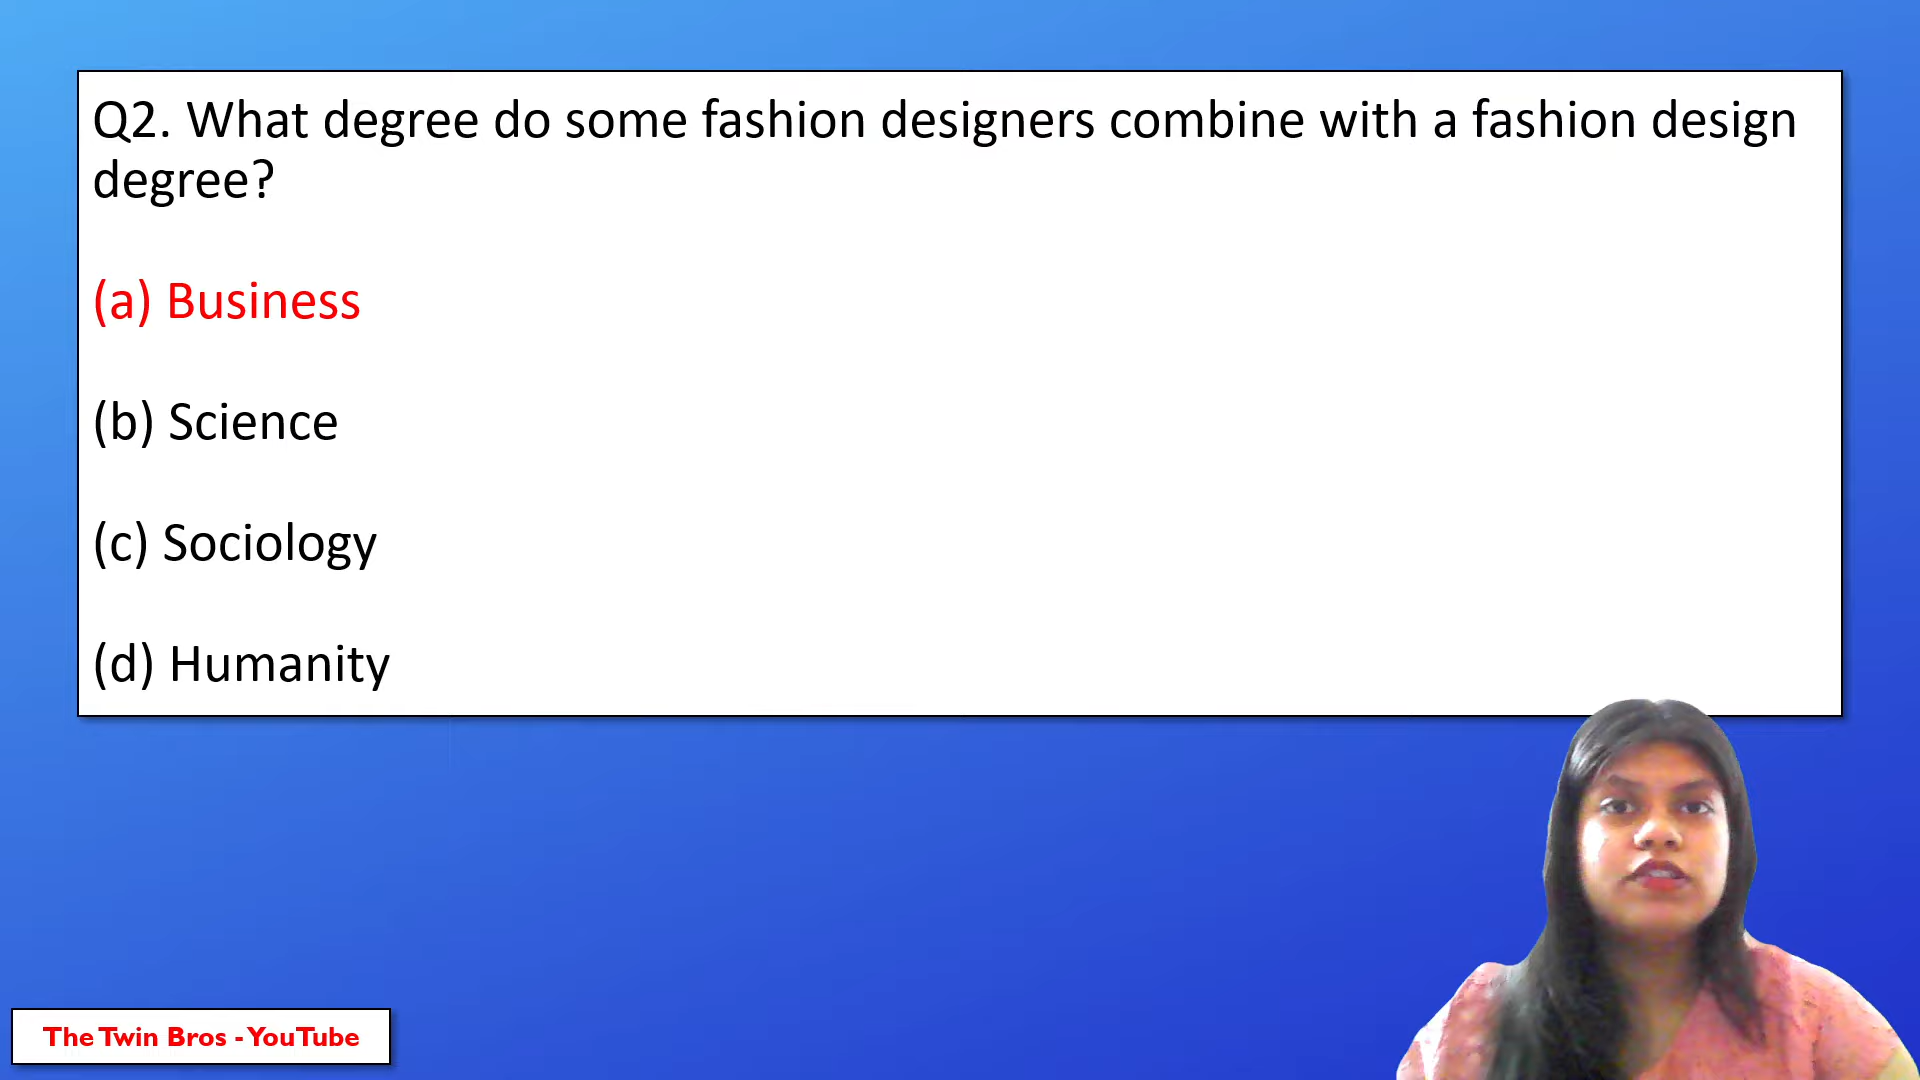 Q2. What degree do some fashion designers combine with a fashion design
degree?
(a) Business
(b) Science
(c) Sociology
(d) Humanity
The Twin Bros - YouTube